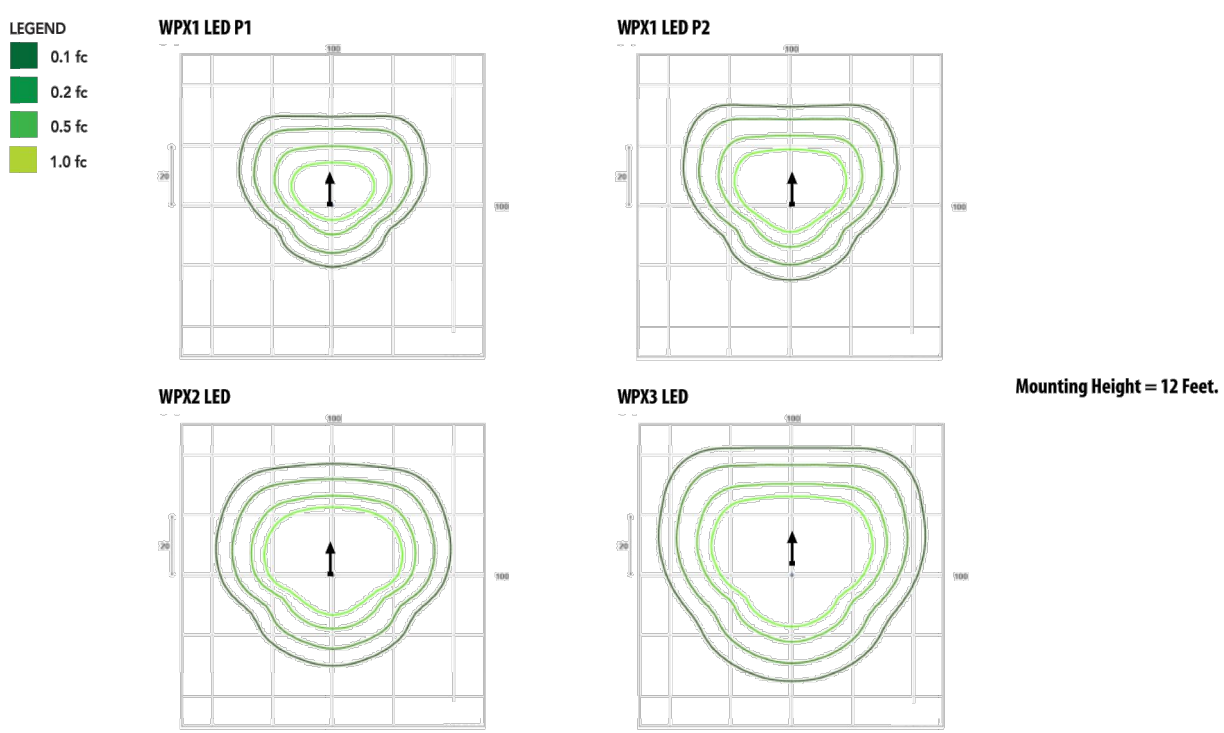 LEGEND
0.1 fc
0.2 fc
0.5 fc
1.0 fc
WPX1 LED P1
100
20
100
WPX1 LED P2
100
20
100
WPX2 LED
100
20
100
WPX3 LED
100
20
100
Mounting Height = 12 Feet.